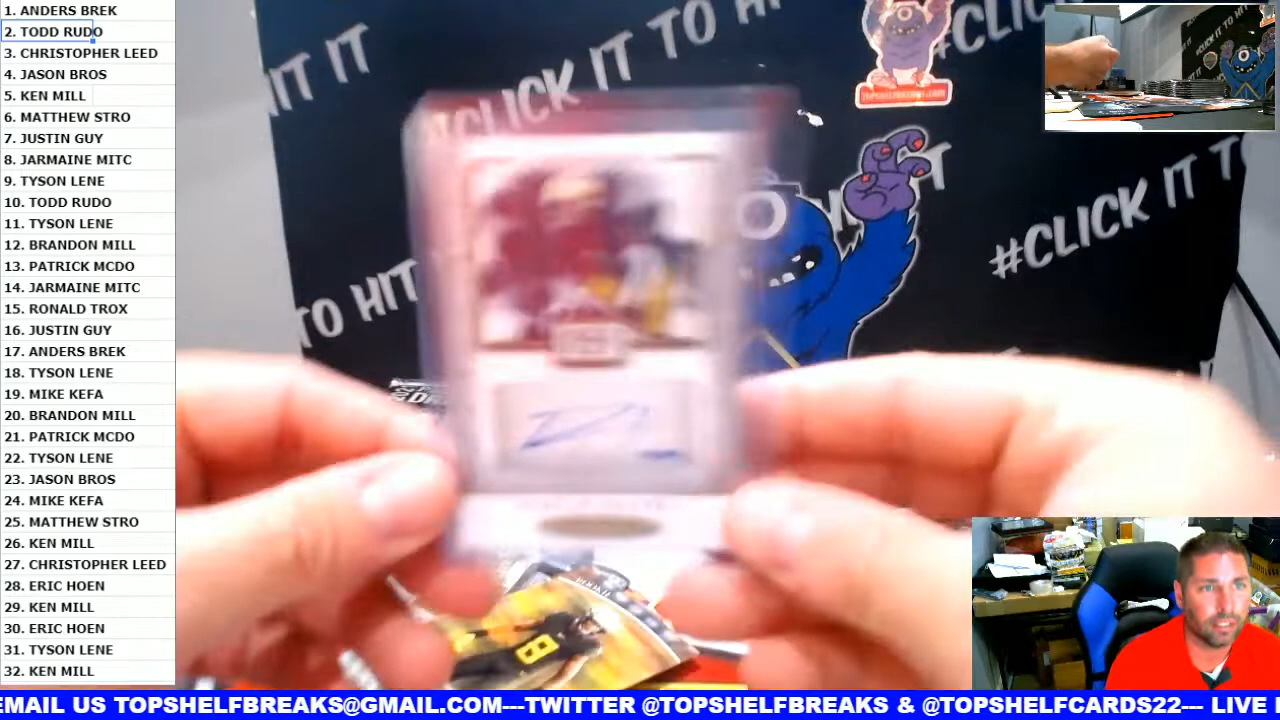 1. ANDERS BREK
2. TODD RUDO
3. CHRISTOPHER LEED
4. JASON BROS
5. KEN MILL
6. MATTHEW STRO
7. JUSTIN GUY
8. JARMAINE MITC
9. TYSON LENE
10. TODD RUDO
11. TYSON LENE
12. BRANDON MILL
13. PATRICK MCDO
14. JARMAINE MITC
15. RONALD TROX
16. JUSTIN GUY
17. ANDERS BREK
18. TYSON LENE
19. MIKE KEFA
20. BRANDON MILL
21. PATRICK MCDO
22. TYSON LENE
23. JASON BROS
24. MIKE KEFA
25. MATTHEW STRO
26. KEN MILL
27. CHRISTOPHER LEED
28. ERIC HOEN
29. KEN MILL
30. ERIC HOEN
31. TYSON LENE
32. KEN MILL
HIT IT
#CLICK IT TO
#CLICK
TO HIT
#CLICK IT T
8
EMAIL US TOPSHELFBREAKS@GMAIL.COM---TWITTER @TOPSHELFBREAKS & @TOPSHELFCARDS22--- LIVE